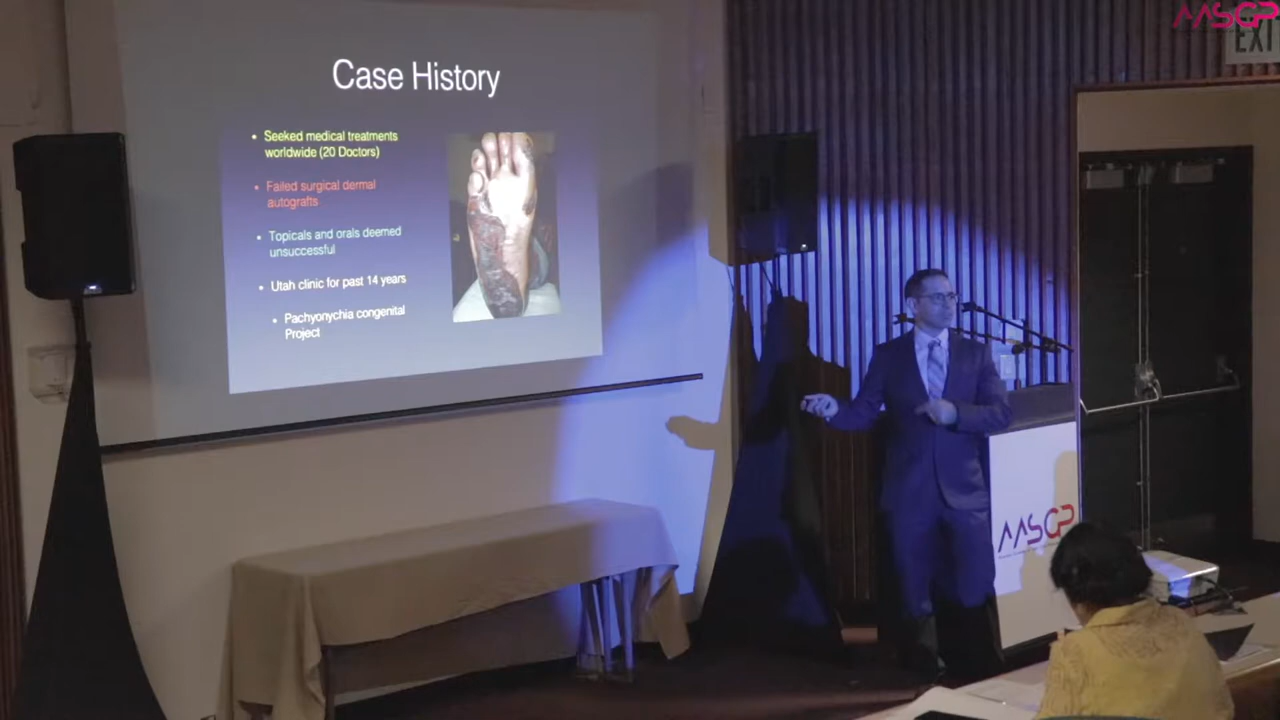 AASGP
EXIT
Case History
• Seeked medical treatments
worldwide (20 Doctors)
• Failed surgical dermal
autografts
• Topicals and orals deemed
unsuccessful
• Utah clinic for past 14 years
• Pachyonychia congenital
Project
AASGP